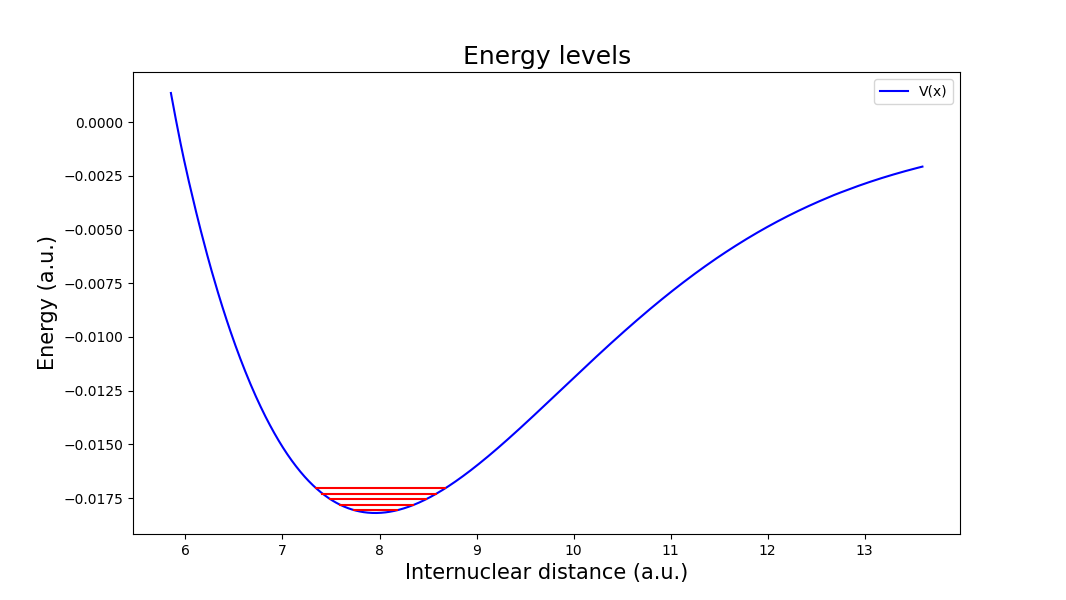 Energy levels
V(x)
0.0000
−0.0025
−0.0050
−0.0075
−0.0100
−0.0125
−0.0150
−0.0175
Energy (a.u.)
6 7 8 9 10 11 12 13
Internuclear distance (a.u.)